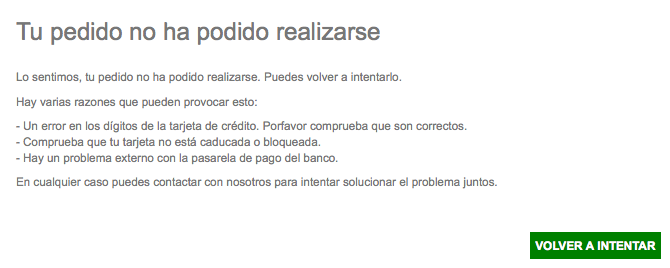 Tu pedido no ha podido realizarse
Lo sentimos, tu pedido no ha podido realizarse. Puedes volver a intentarlo.
Hay varias razones que pueden provocar esto:
- Un error en los dígitos de la tarjeta de crédito. Porfavor comprueba que son correctos.
- Comprueba que tu tarjeta no está caducada o bloqueada.
- Hay un problema externo con la pasarela de pago del banco.
En cualquier caso puedes contactar con nosotros para intentar solucionar el problema juntos.
VOLVER A INTENTAR